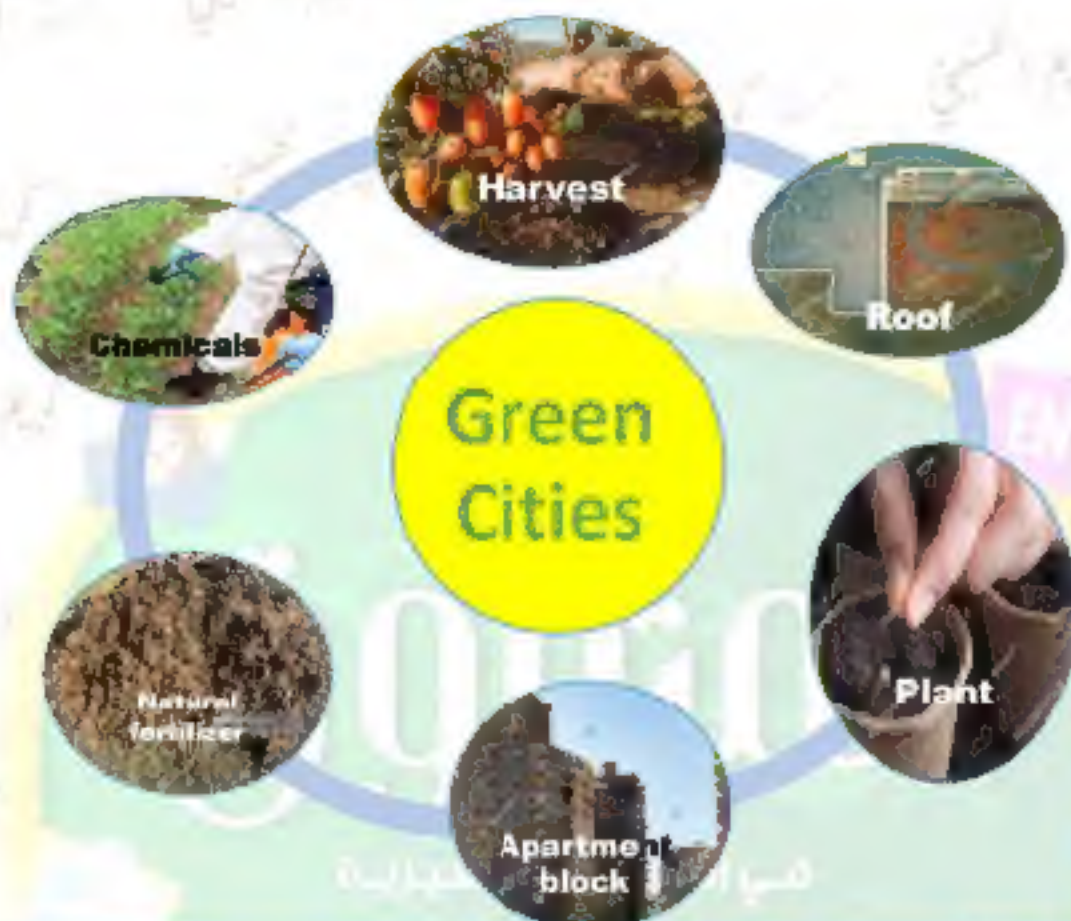 Harvest
Roof
Chemicals
Green
Cities
Plant
Natural
fertilizer
Apartment
block